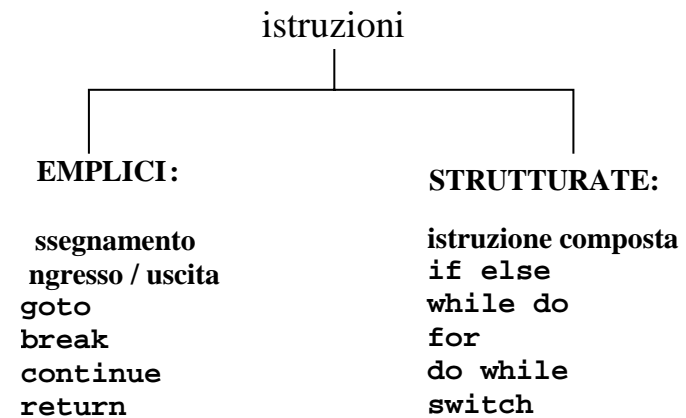 istruzioni
EMPLICI:
ssegnamento
ngresso / uscita
goto
break
continue
return
STRUTTURATE:
istruzione composta
if else
while do
for
do while
switch